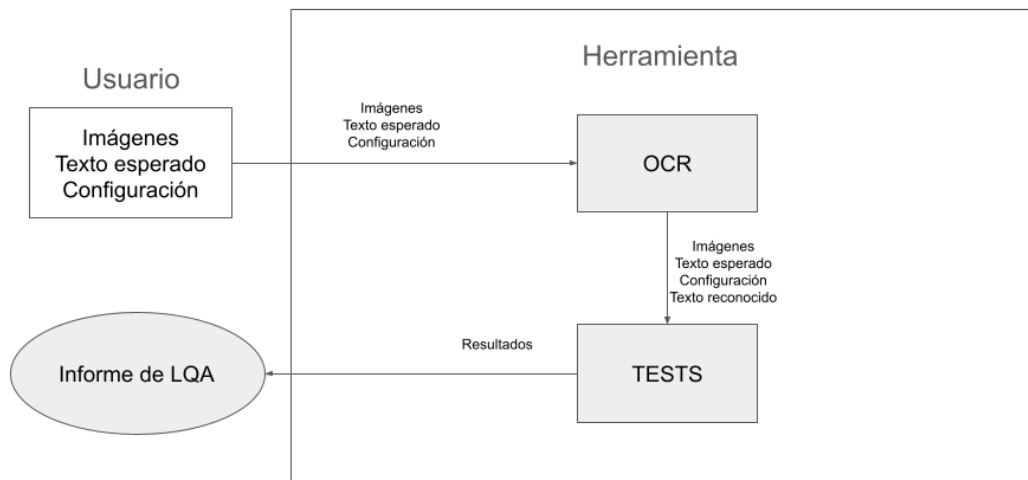 Herramienta
Usuario
Imágenes
Texto esperado
Configuración
Imágenes
Texto esperado
Configuración
OCR
Imágenes
Texto esperado
Configuración
Texto reconocido
Resultados
Informe de LQA
TESTS